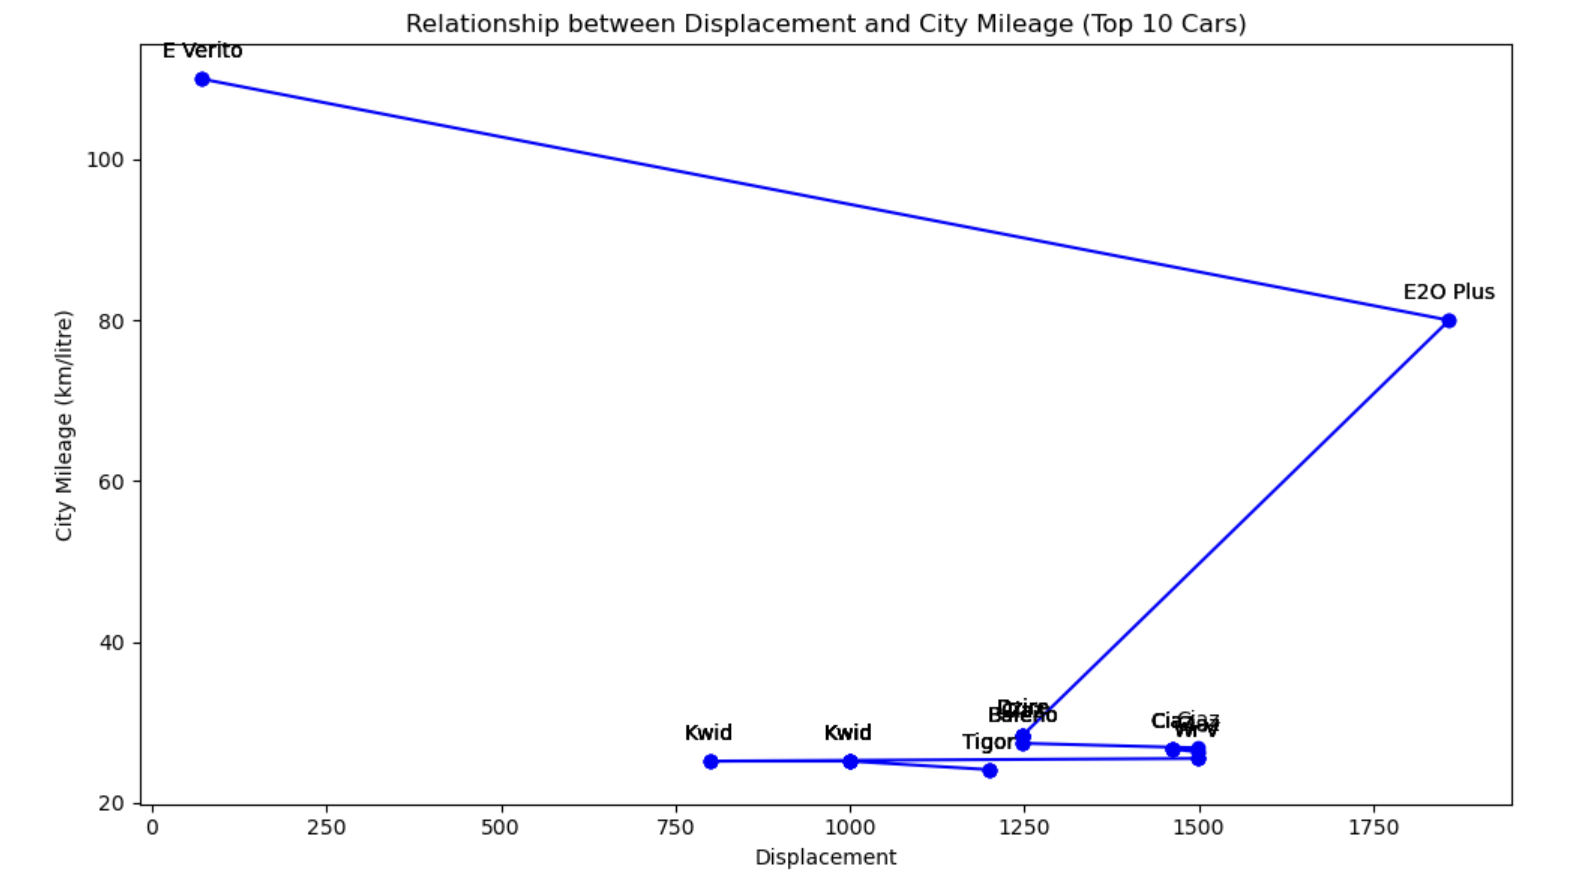 Relationship between Displacement and City Mileage (Top 10 Cars)
E Verito
100
E2O Plus
80
City Mileage (km/litre)
60
40
Baleno
Ciaz
Ciaz
Kwid
Kwid
Tigor
20
0
250
500
750
1000
1250
1500
1750
Displacement